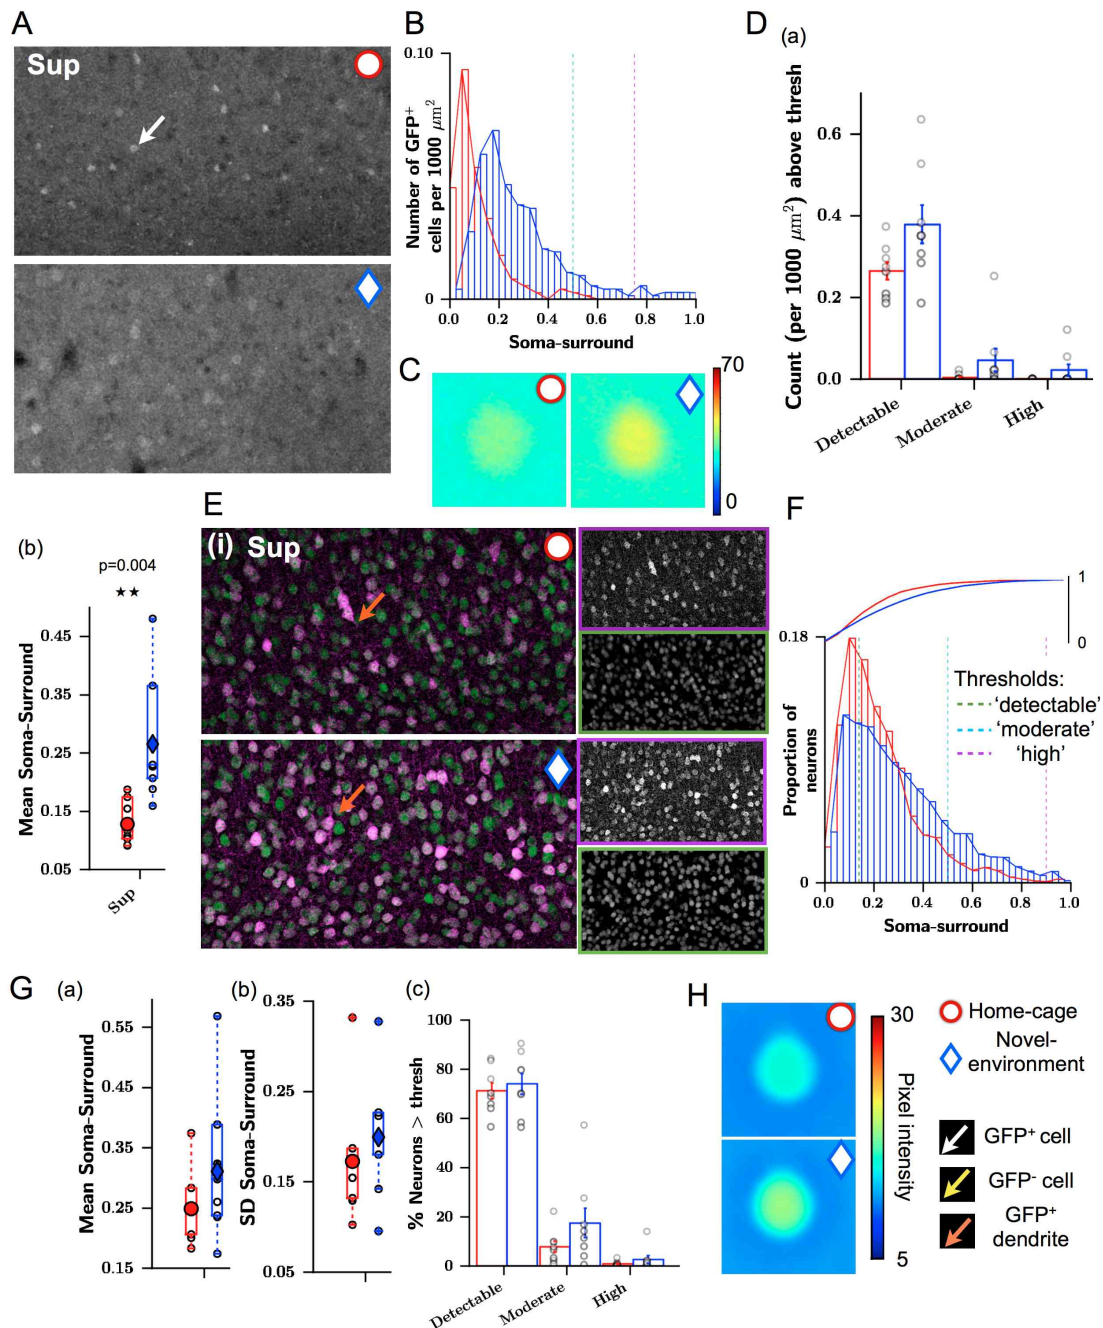 A
Sup
B
0.10
0
Number of GFP⁺
cells per 1000 μm²
0.0 0.2 0.4 0.6 0.8 1.0
Soma-surround
C
70
0
D
(a)
Count (per 1000 μm²) above thresh
0.6
0.4
0.2
0.0
Detectable
Moderate
High
(b)
p=0.004
★★
Mean Soma-Surround
0.45
0.35
0.25
0.15
0.05
Sup
E
(i) Sup
F
1
0
0.18
0
Proportion of
neurons
Thresholds:
'detectable'
'moderate'
'high'
0.0 0.2 0.4 0.6 0.8 1.0
Soma-surround
G
(a)
Mean Soma-Surround
0.55
0.45
0.35
0.25
0.15
(b)
SD Soma-Surround
0.35
0.25
0.15
0.05
(c)
% Neurons > thresh
100
80
60
40
20
0
Detectable
Moderate
High
H
30
Pixel intensity
5
Home-cage
Novel-
environment
GFP⁺ cell
GFP⁻ cell
GFP⁺
dendrite